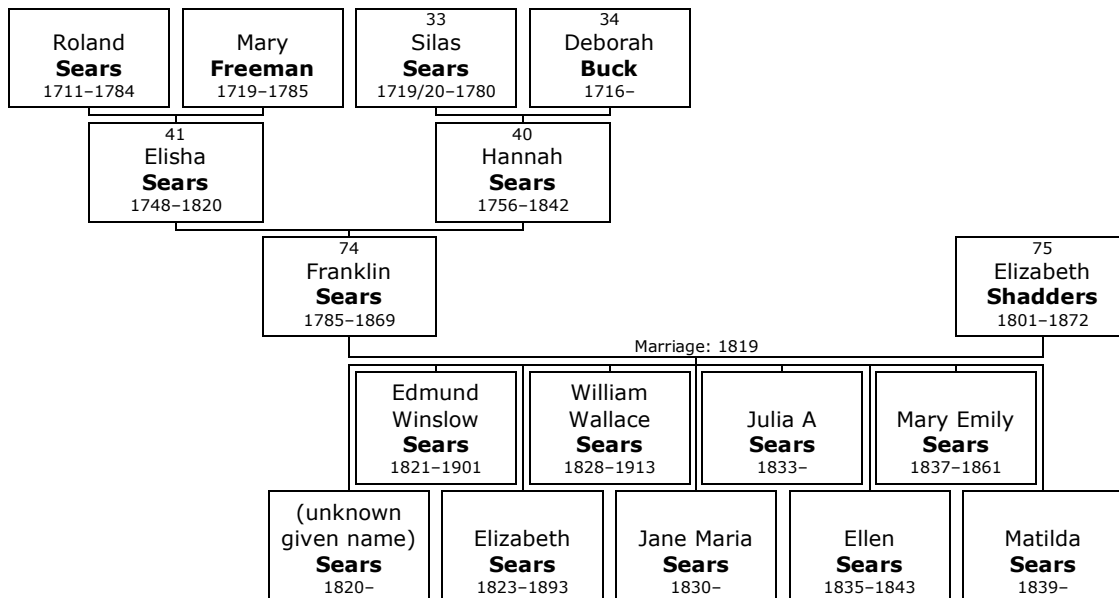 Roland
Sears
1711–1784
Mary
Freeman
1719–1785
33
Silas
Sears
1719/20–1780
34
Deborah
Buck
1716–
41
Elisha
Sears
1748–1820
40
Hannah
Sears
1756–1842
74
Franklin
Sears
1785–1869
75
Elizabeth
Shadders
1801–1872
Marriage: 1819
Edmund
Winslow
Sears
1821–1901
William
Wallace
Sears
1828–1913
Julia A
Sears
1833–
Mary Emily
Sears
1837–1861
(unknown
given name)
Sears
1820–
Elizabeth
Sears
1823–1893
Jane Maria
Sears
1830–
Ellen
Sears
1835–1843
Matilda
Sears
1839–